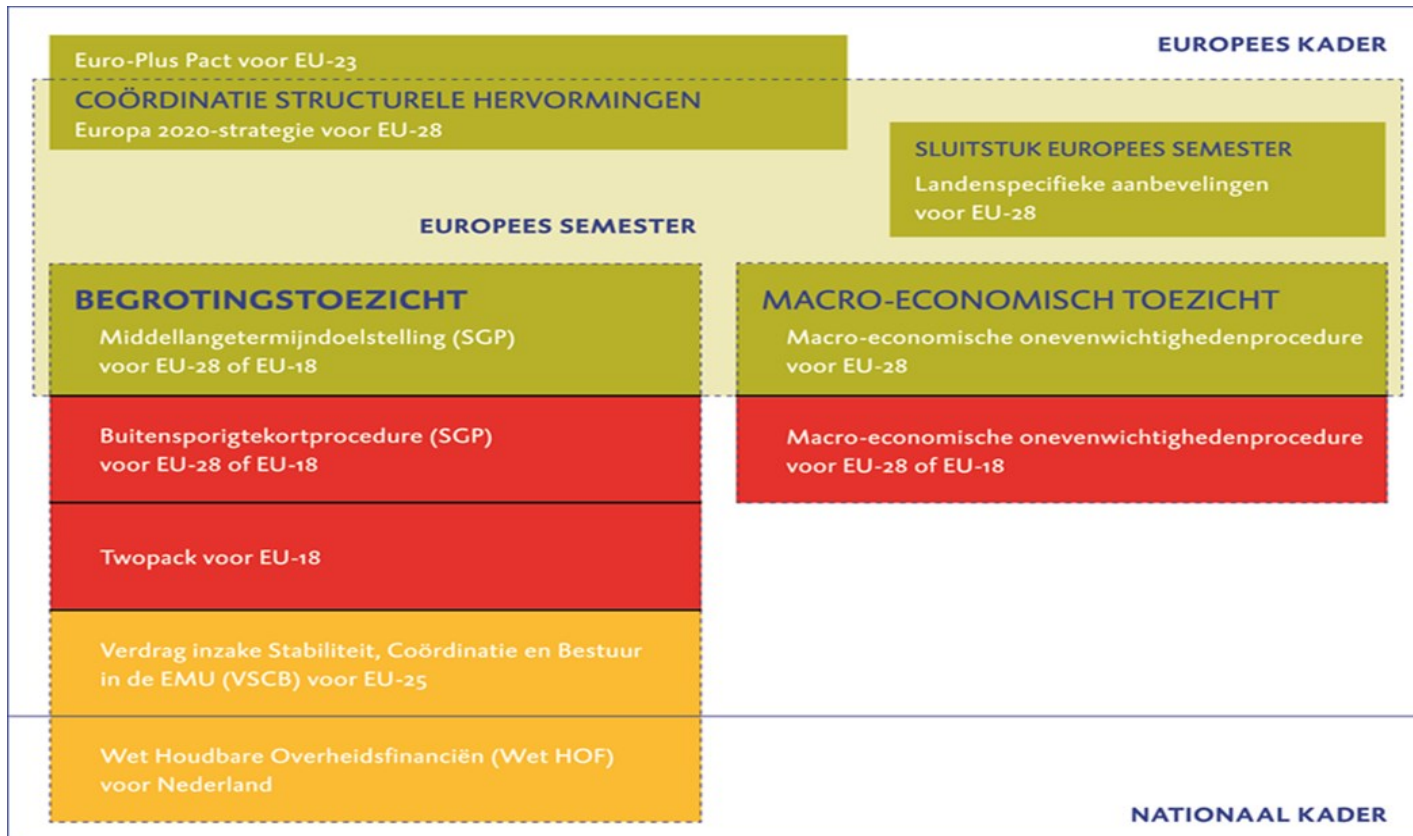 EUROPEES KADER
Euro-Plus Pact voor EU-23
COÖRDINATIE STRUCTURELE HERVORMINGEN
Europa 2020-strategie voor EU-28
SLUITSTUK EUROPEES SEMESTER
Landenspecifieke aanbevelingen
voor EU-28
EUROPEES SEMESTER
BEGROTINGSTOEZICHT
Middellangetermijndoelstelling (SGP)
voor EU-28 of EU-18
MACRO-ECONOMISCH TOEZICHT
Macro-economische onevenwichtighedenprocedure
voor EU-28
Buitensporigtekortprocedure (SGP)
voor EU-28 of EU-18
Macro-economische onevenwichtighedenprocedure
voor EU-28 of EU-18
Twopack voor EU-18
Verdrag inzake Stabiliteit, Coördinatie en Bestuur
in de EMU (VSCB) voor EU-25
Wet Houdbare Overheidsfinanciën (Wet HOF)
voor Nederland
NATIONAAL KADER